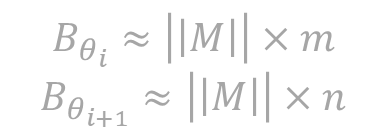 B_{θ_i} ≈ |||M|| × m
B_{θ_{i+1}} ≈ |||M|| × n